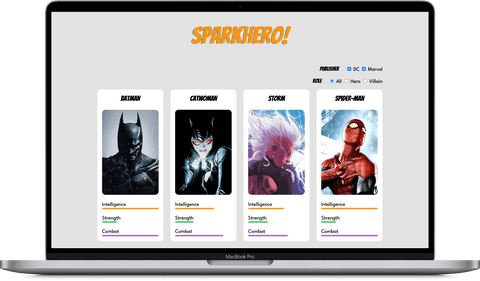 SPARKHERO!
PUBLISHER DC Marvel
ROLE All Hero Villain
BATMAN CATWOMAN STORM SPIDER-MAN
Intelligence Intelligence Intelligence Intelligence
Strength Strength Strength Strength
Combat Combat Combat Combat
MacBook Pro